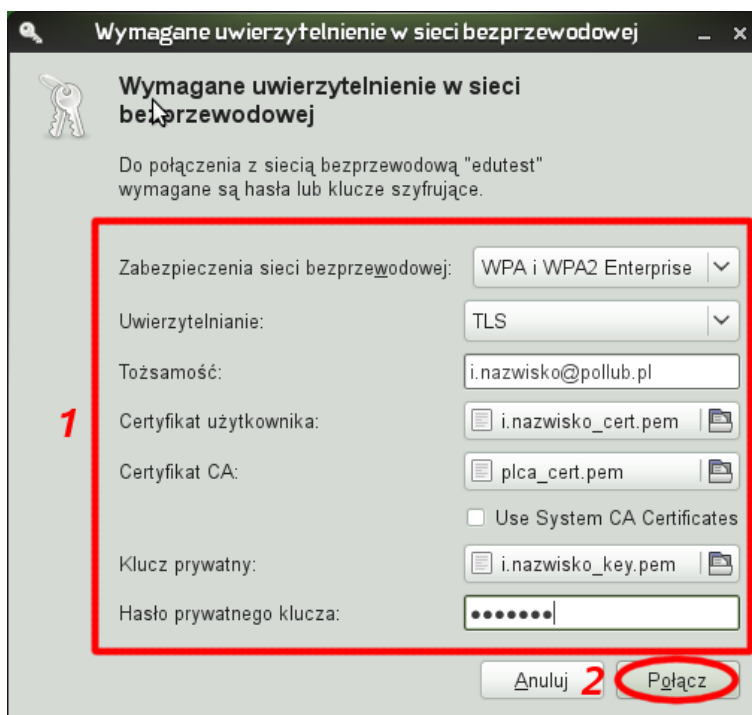 Wymagane uwierzytelnienie w sieci bezprzewodowej
Wymagane uwierzytelnienie w sieci
bezprzewodowej
Do połączenia z siecią bezprzewodową "edutest"
wymagane są hasła lub klucze szyfrujące.
Zabezpieczenia sieci bezprzewodowej: WPA i WPA2 Enterprise
Uwierzytelnianie: TLS
Tożsamość: i.nazwisko@pollub.pl
1 Certyfikat użytkownika: i.nazwisko_cert.pem
Certyfikat CA: plca_cert.pem
Use System CA Certificates
Klucz prywatny: i.nazwisko_key.pem
Hasło prywatnego klucza: •••••••
Anuluj 2 Połącz